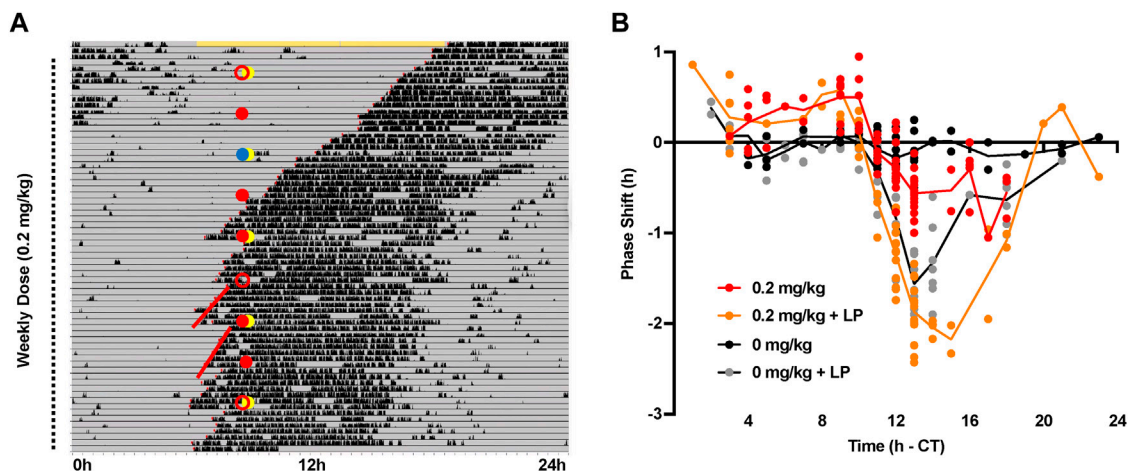 A
Weekly Dose (0.2 mg/kg)
0h
12h
24h
B
Phase Shift (h)
1
0
-1
-2
-3
4
8
12
16
20
24
0.2 mg/kg
0.2 mg/kg + LP
0 mg/kg
0 mg/kg + LP
Time (h - CT)